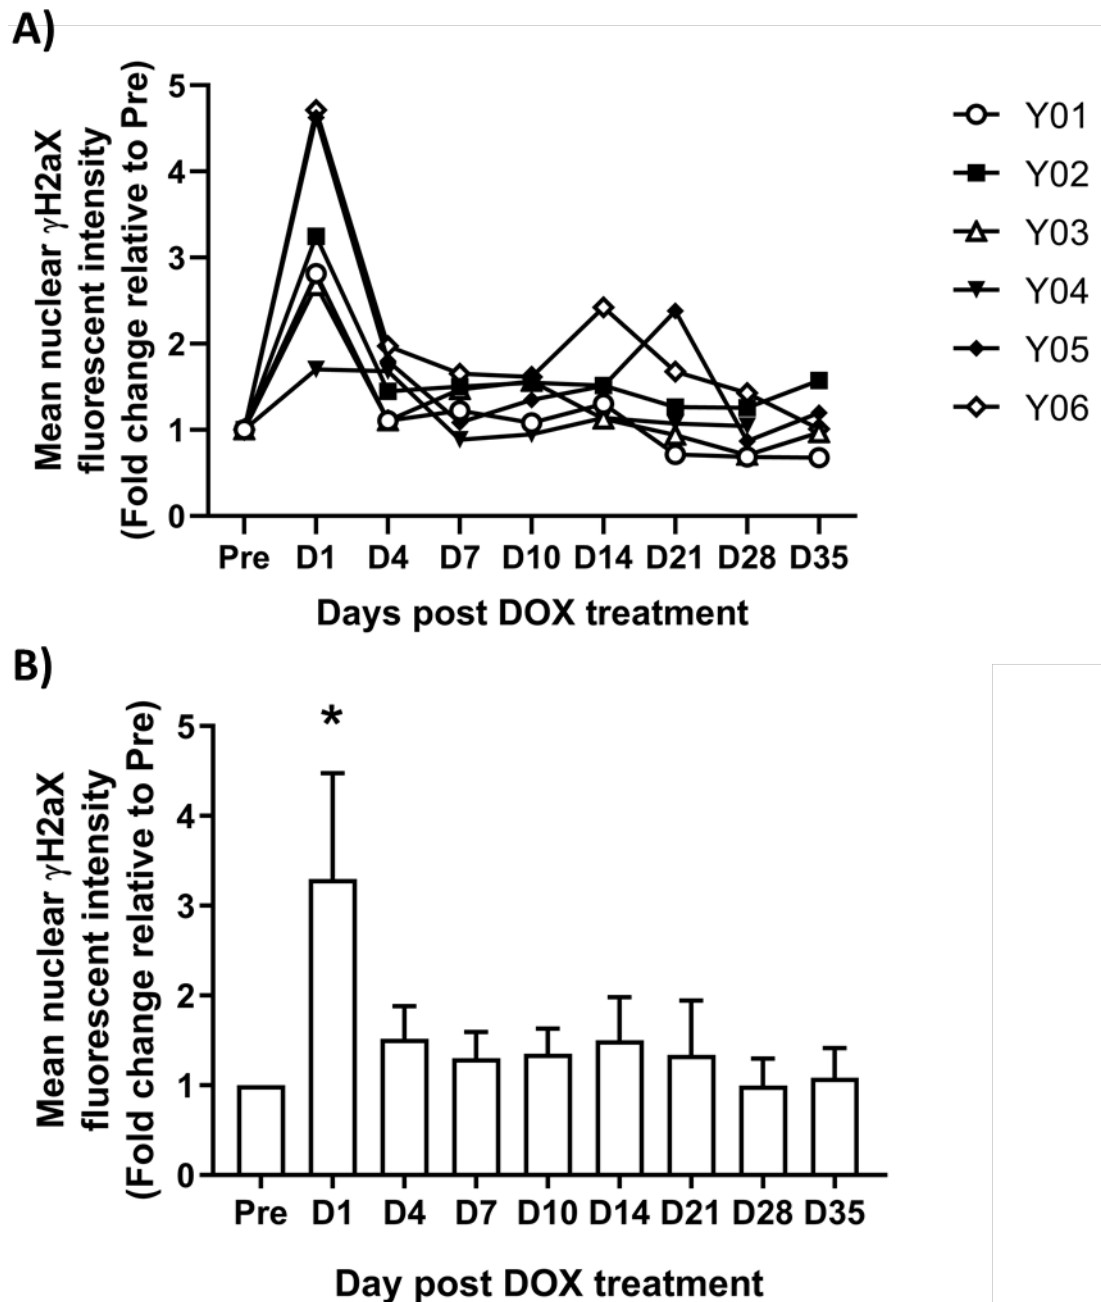 A)
Mean nuclear γH2aX
fluorescent intensity
(Fold change relative to Pre)
5
4
3
2
1
0
Pre D1 D4 D7 D10 D14 D21 D28 D35
Days post DOX treatment
Y01
Y02
Y03
Y04
Y05
Y06
B)
Mean nuclear γH2aX
fluorescent intensity
(Fold change relative to Pre)
5
4
3
2
1
0
*
Pre D1 D4 D7 D10 D14 D21 D28 D35
Day post DOX treatment